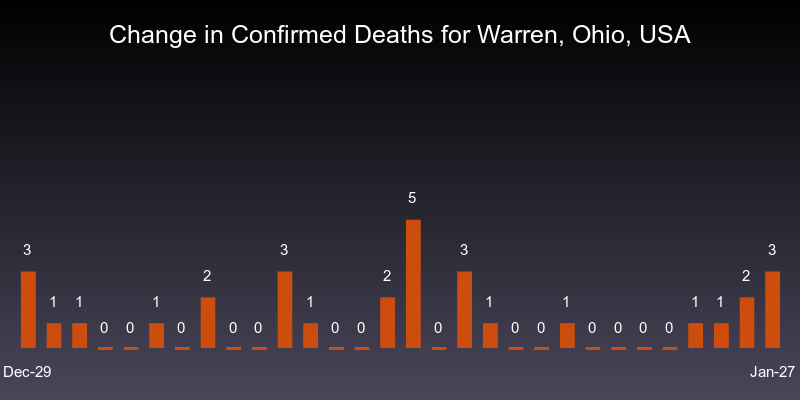 Change in Confirmed Deaths for Warren, Ohio, USA
5
3 3 3 3
2 2 2
1 1 1 1 1 1 1 1
0 0 0 0 0 0 0 0 0 0 0 0 0 0
Dec-29 Jan-27